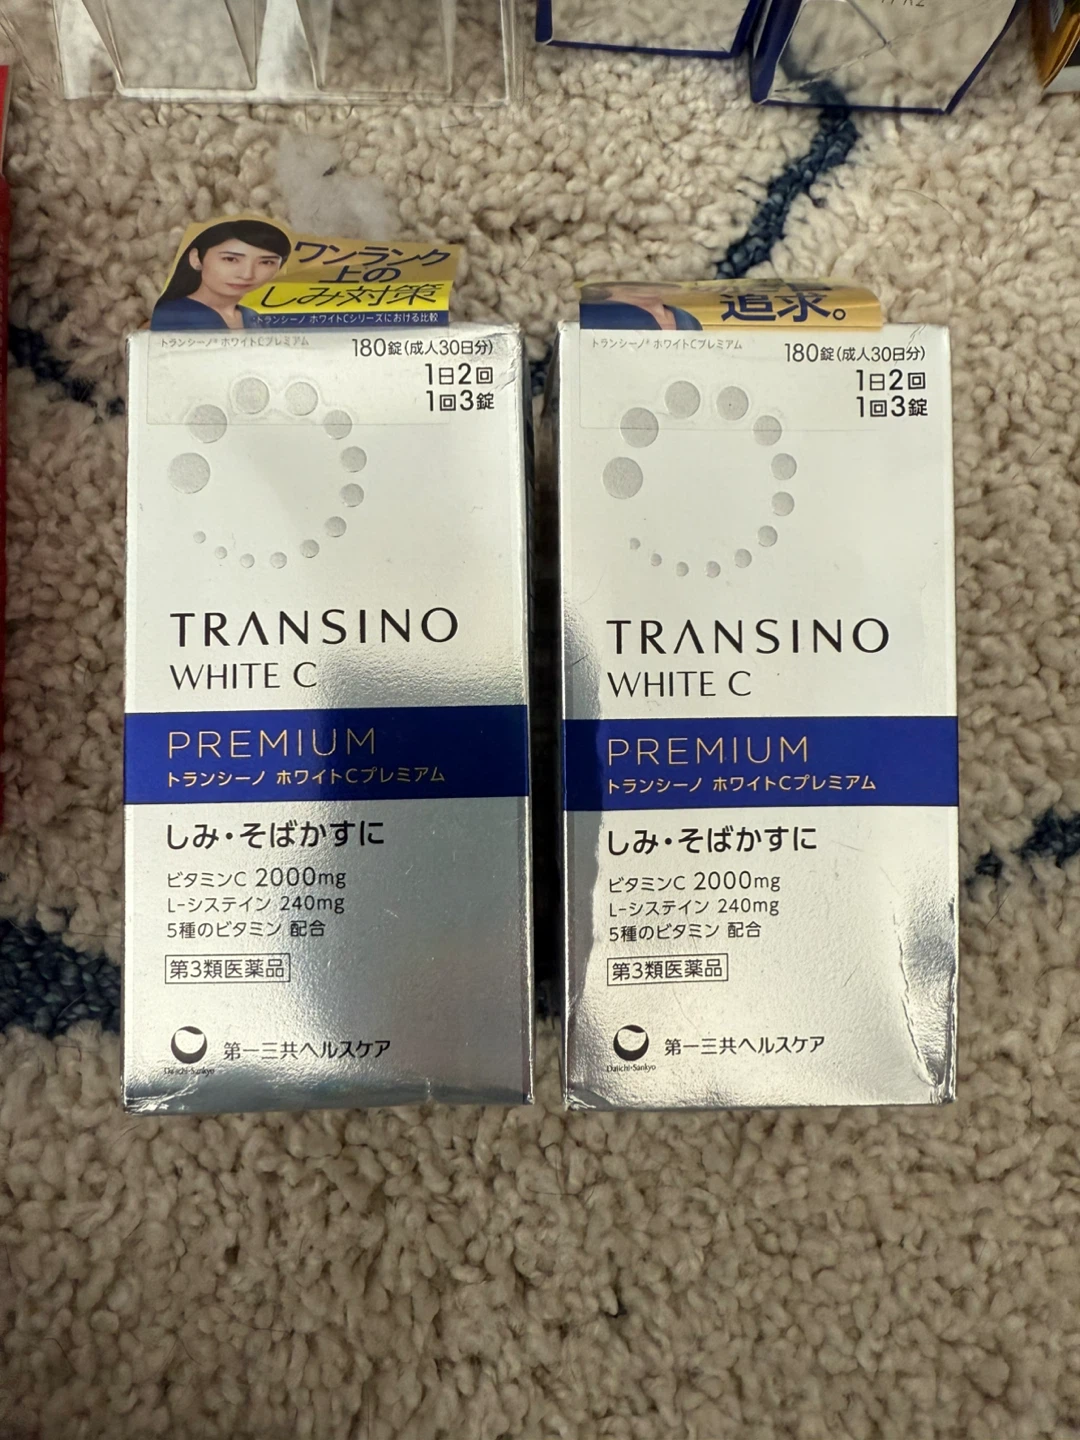 ワンランク
上の
しみ対策
トランシーノ ホワイトCシリーズにおける比較
トランシーノ® ホワイトCプレミアム
180錠(成人30日分)
1日2回
1回3錠
TRANSINO
WHITE C
PREMIUM
トランシーノ ホワイトCプレミアム
しみ・そばかすに
ビタミンC 2000mg
L-システイン 240mg
5種のビタミン 配合
第3類医薬品
第一三共ヘルスケア
Daiichi-Sankyo
追求。
トランシーノ® ホワイトCプレミアム
180錠(成人30日分)
1日2回
1回3錠
TRANSINO
WHITE C
PREMIUM
トランシーノ ホワイトCプレミアム
しみ・そばかすに
ビタミンC 2000mg
L-システイン 240mg
5種のビタミン 配合
第3類医薬品
第一三共ヘルスケア
Daiichi-Sankyo